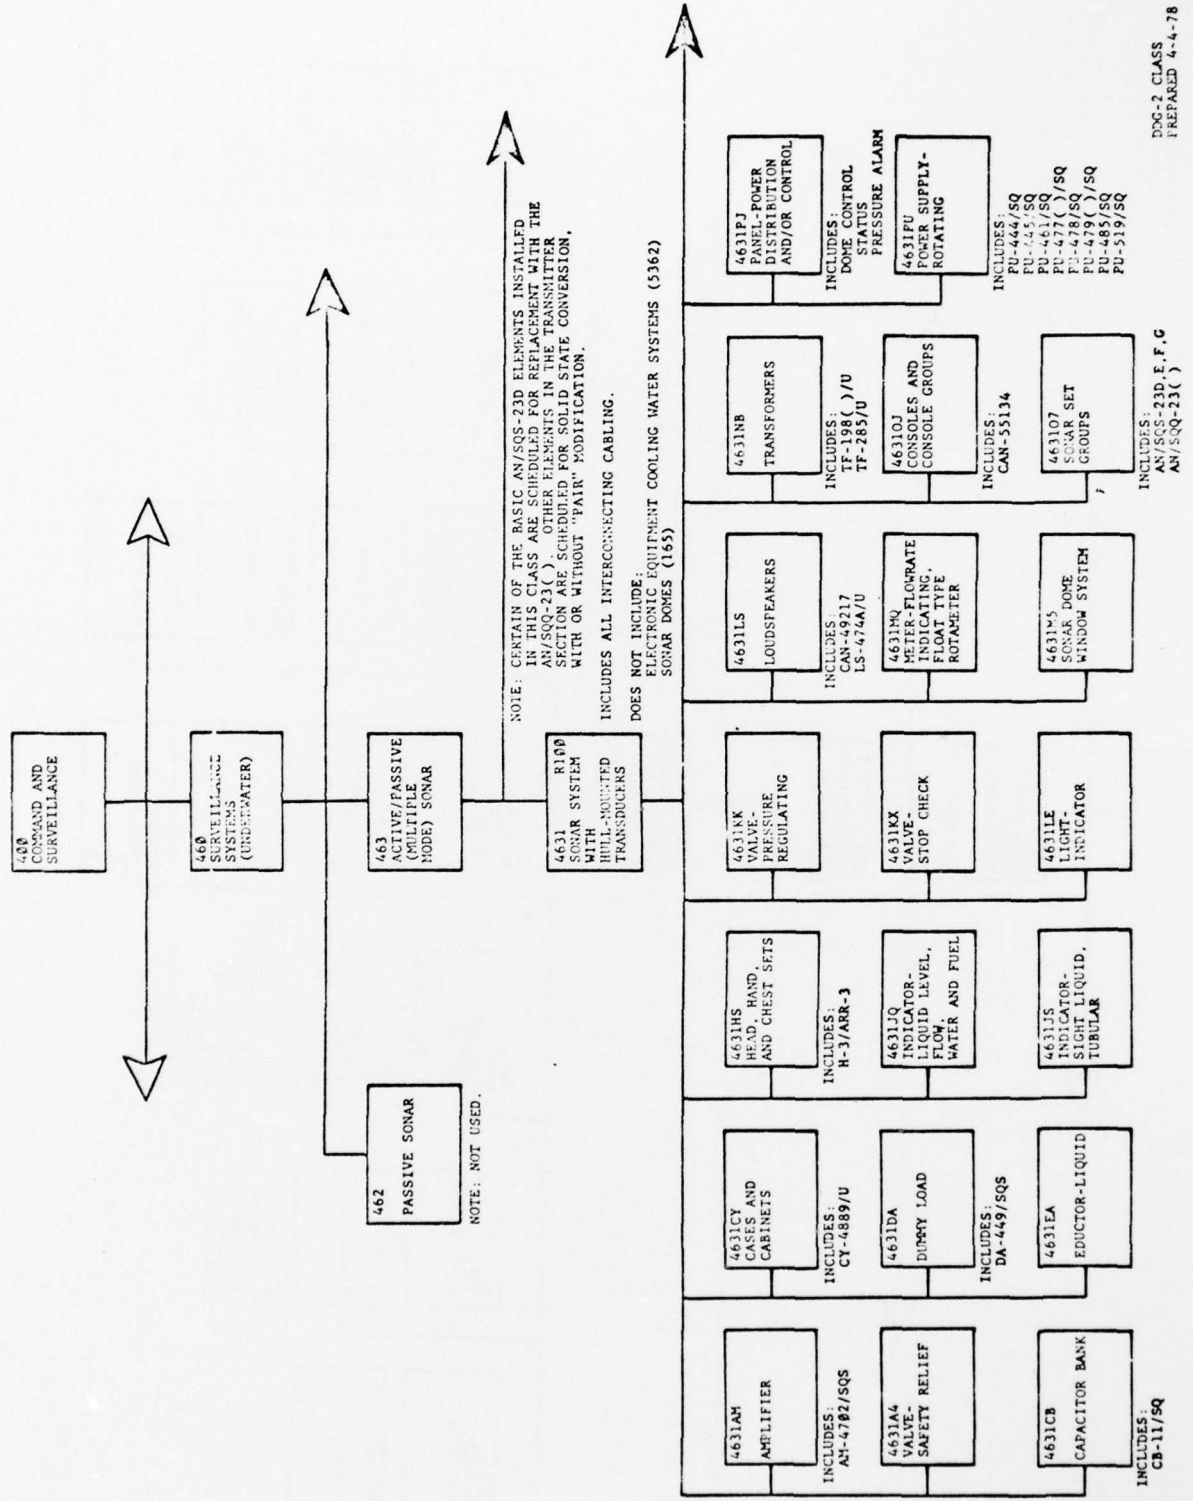 400
COMMAND AND
SURVEILLANCE
460
SURVEILLANCE
SYSTEMS
(UNDERWATER)
462
PASSIVE SONAR
NOTE: NOT USED.
463
ACTIVE/PASSIVE
(MULTIPLE
MODE) SONAR
NOTE: CERTAIN OF THE BASIC AN/SQS-23D ELEMENTS INSTALLED
IN THIS CLASS ARE SCHEDULED FOR REPLACEMENT WITH THE
AN/SQQ-23( ). OTHER ELEMENTS IN THE TRANSMITTER
SECTION ARE SCHEDULED FOR SOLID STATE CONVERSION,
WITH OR WITHOUT "PAIR" MODIFICATION.
4631 R100
SONAR SYSTEM
WITH
HULL-MOUNTED
TRANSDUCERS
INCLUDES ALL INTERCONNECTING CABLING.
DOES NOT INCLUDE:
ELECTRONIC EQUIPMENT COOLING WATER SYSTEMS (5362)
SONAR DOMES (165)
4631AM
AMPLIFIER
INCLUDES:
AM-4702/SQS
4631A4
VALVE-
SAFETY RELIEF
4631CB
CAPACITOR BANK
INCLUDES:
CB-11/SQ
4631CY
CASES AND
CABINETS
INCLUDES:
CY-4889/U
4631DA
DUMMY LOAD
INCLUDES:
DA-449/SQS
4631EA
EDUCTOR-LIQUID
4631HS
HEAD, HAND,
AND CHEST SETS
INCLUDES:
H-3/ARR-3
4631JQ
INDICATOR-
LIQUID LEVEL,
FLOW,
WATER AND FUEL
4631JS
INDICATOR-
SIGHT LIQUID,
TUBULAR
4631KK
VALVE-
PRESSURE
REGULATING
4631KX
VALVE-
STOP CHECK
4631LE
LIGHT-
INDICATOR
4631LS
LOUDSPEAKERS
INCLUDES:
CAN-49217
LS-474A/U
4631MQ
METER-FLOWRATE
INDICATING,
FLOAT TYPE
ROTAMETER
4631M5
SONAR DOME
WINDOW SYSTEM
4631NB
TRANSFORMERS
INCLUDES:
TF-198( )/U
TF-285/U
4631OJ
CONSOLES AND
CONSOLE GROUPS
INCLUDES:
CAN-55134
4631O7
SONAR SET
GROUPS
INCLUDES:
AN/SQS-23D,E,F,G
AN/SQQ-23( )
4631PJ
PANEL-POWER
DISTRIBUTION
AND/OR CONTROL
INCLUDES:
DOME CONTROL
STATUS
PRESSURE ALARM
4631PU
POWER SUPPLY-
ROTATING
INCLUDES:
PU-444/SQ
PU-445/SQ
PU-461/SQ
PU-477( )/SQ
PU-478/SQ
PU-479( )/SQ
PU-485/SQ
PU-519/SQ
DDG-2 CLASS
PREPARED 4-4-78